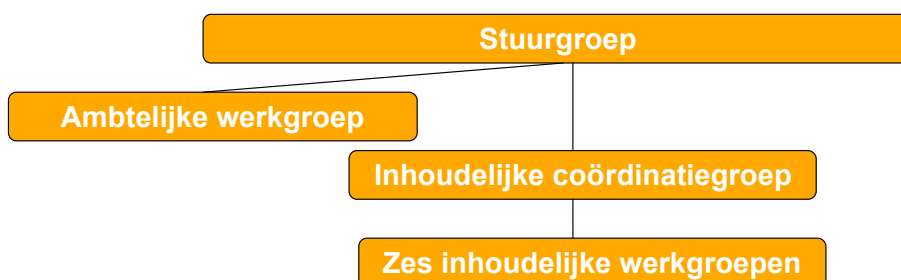 Stuurgroep
Ambtelijke werkgroep
Inhoudelijke coördinatiegroep
Zes inhoudelijke werkgroepen